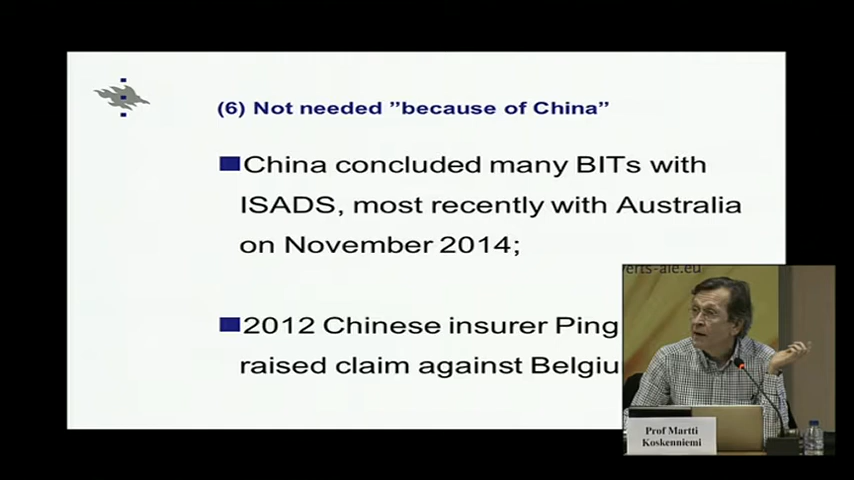 (6) Not needed ”because of China”
China concluded many BITs with
ISADS, most recently with Australia
on November 2014;
2012 Chinese insurer Ping
raised claim against Belgiu
erts-ale.eu
Prof Martti
Koskenniemi